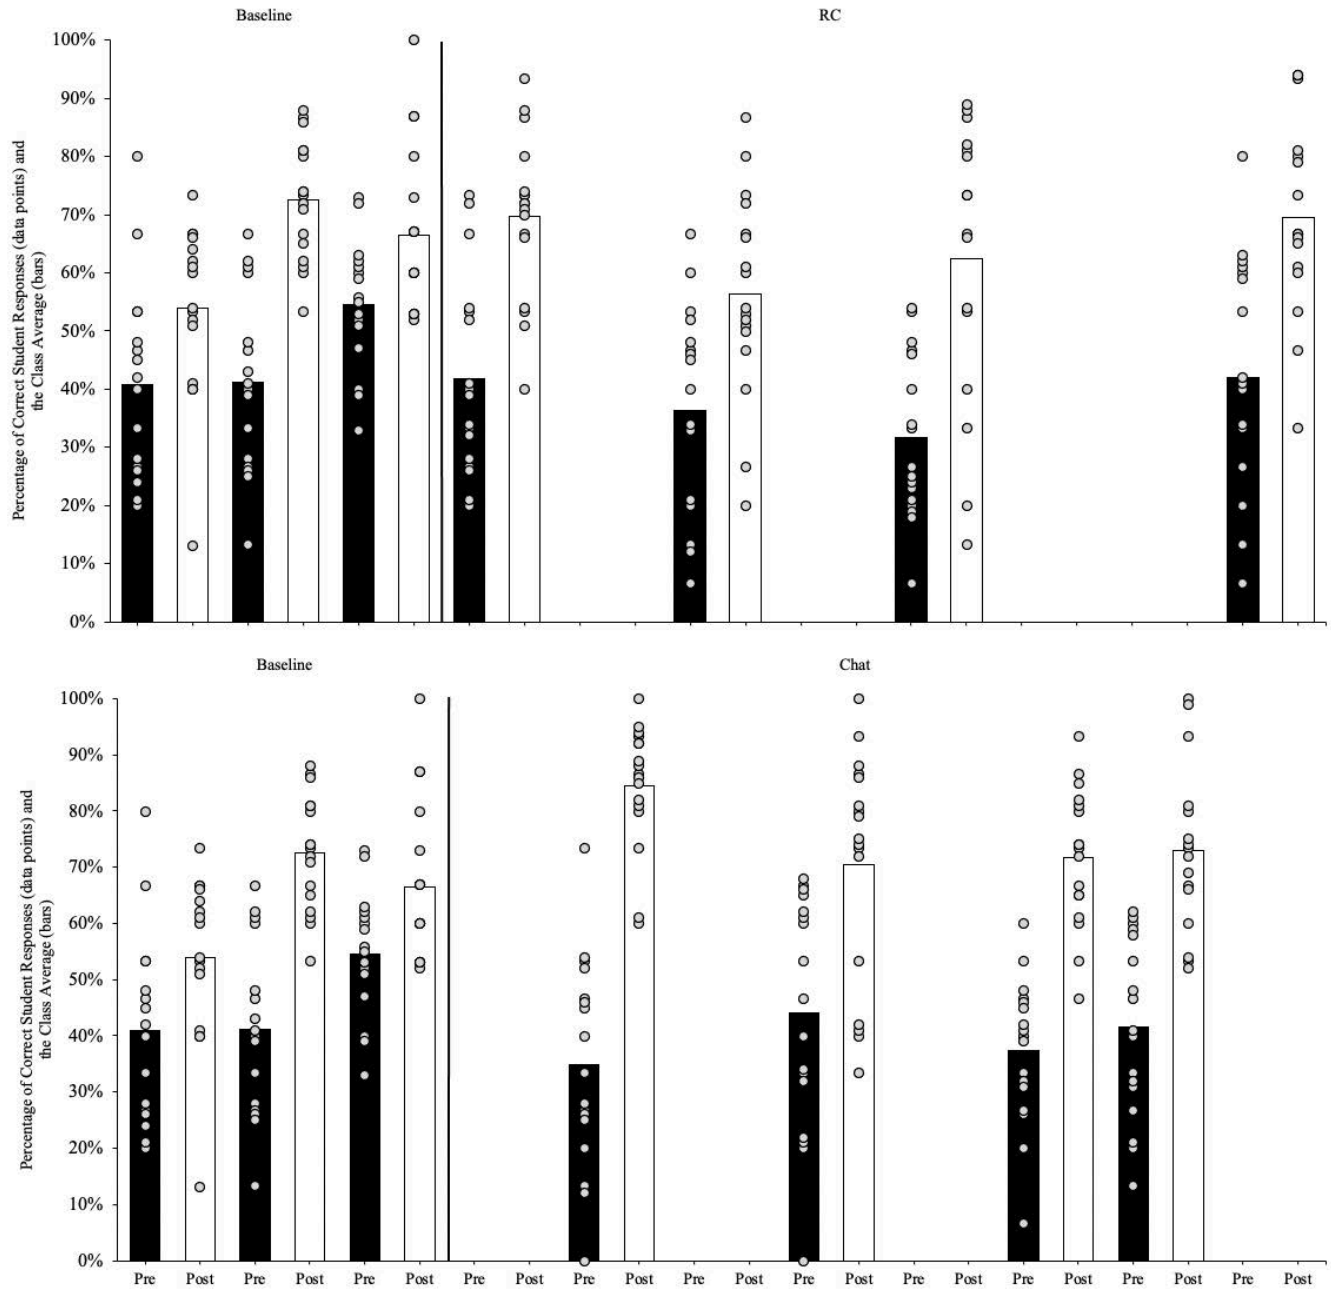 Baseline
RC
Percentage of Correct Student Responses (data points) and
the Class Average (bars)
100%
90%
80%
70%
60%
50%
40%
30%
20%
10%
0%
Baseline
Chat
Percentage of Correct Student Responses (data points) and
the Class Average (bars)
100%
90%
80%
70%
60%
50%
40%
30%
20%
10%
0%
Pre Post Pre Post Pre Post Pre Post Pre Post Pre Post Pre Post Pre Post Pre Post Pre Post Pre Post